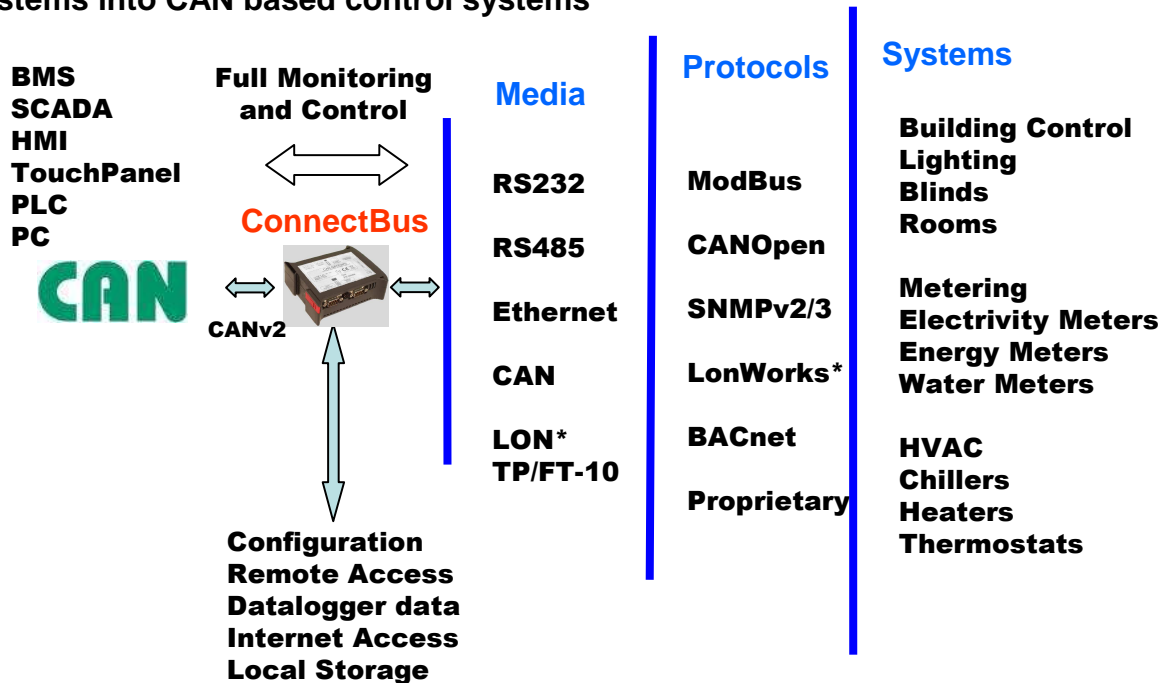 stems into CAN based control systems
BMS
SCADA
HMI
TouchPanel
PLC
PC
CAN
CANv2
Full Monitoring
and Control
ConnectBus
Configuration
Remote Access
Datalogger data
Internet Access
Local Storage
Media
RS232
RS485
Ethernet
CAN
LON*
TP/FT-10
Protocols
ModBus
CANOpen
SNMPv2/3
LonWorks*
BACnet
Proprietary
Systems
Building Control
Lighting
Blinds
Rooms
Metering
Electrivity Meters
Energy Meters
Water Meters
HVAC
Chillers
Heaters
Thermostats